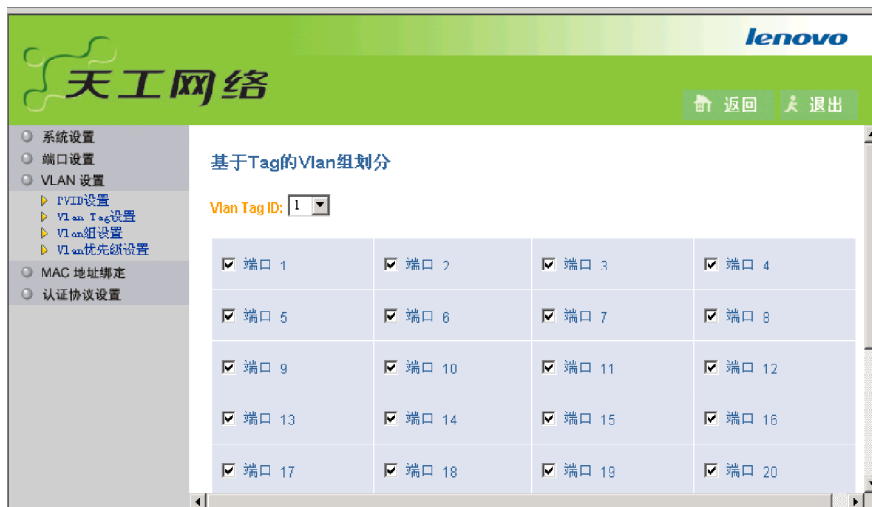 lenovo
天工网络
返回 退出
系统设置
端口设置
VLAN 设置
PVID设置
Vlan Tag设置
Vlan组设置
Vlan优先级设置
MAC 地址绑定
认证协议设置
基于Tag的Vlan组划分
Vlan Tag ID: 1
端口 1 端口 2 端口 3 端口 4
端口 5 端口 6 端口 7 端口 8
端口 9 端口 10 端口 11 端口 12
端口 13 端口 14 端口 15 端口 16
端口 17 端口 18 端口 19 端口 20